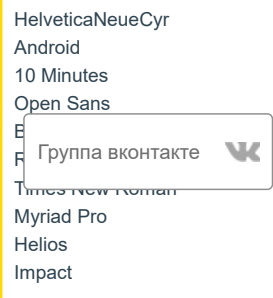 HelveticaNeueCyr
Android
10 Minutes
Open Sans
B
R
Группа вконтакте
Times New Roman
Myriad Pro
Helios
Impact